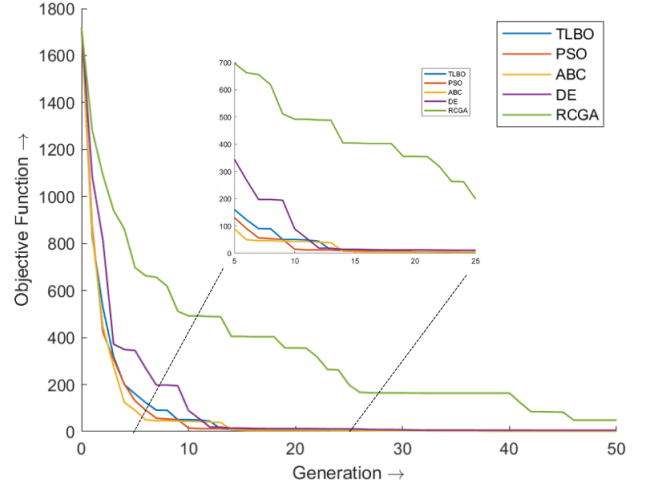 1800
1600
1400
1200
1000
800
600
400
200
0
Objective Function →
0 10 20 30 40 50
Generation →
TLBO
PSO
ABC
DE
RCGA
700
600
500
400
300
200
100
0
5 10 15 20 25
TLBO
PSO
ABC
DE
RCGA